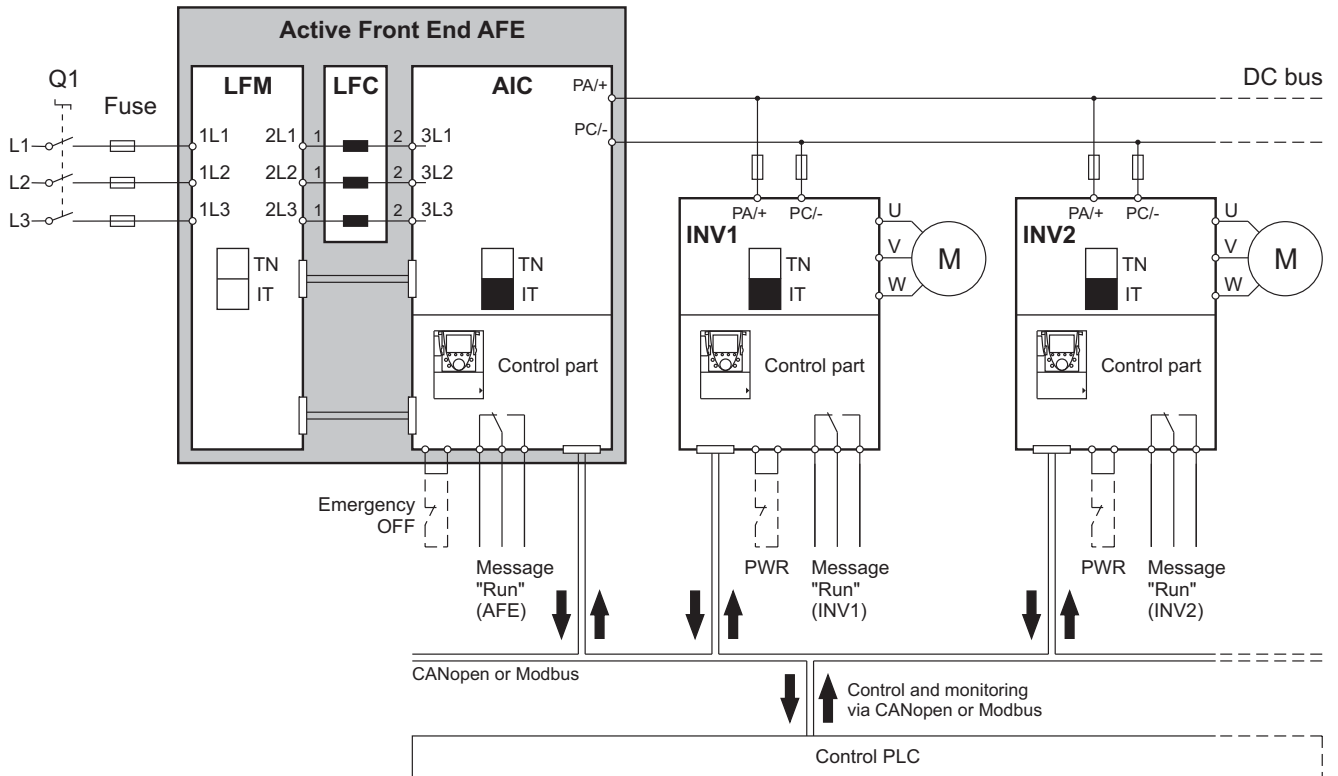 Active Front End AFE
Q1
Fuse
LFM
LFC
AIC
PA/+
PC/-
DC bus
L1
1L1
2L1
1
2
3L1
L2
1L2
2L2
1
2
3L2
L3
1L3
2L3
1
2
3L3
TN
IT
TN
IT
Control part
PA/+
PC/-
INV1
U
V
W
M
TN
IT
Control part
PA/+
PC/-
INV2
U
V
W
M
TN
IT
Control part
Emergency
OFF
Message
"Run"
(AFE)
PWR
Message
"Run"
(INV1)
PWR
Message
"Run"
(INV2)
CANopen or Modbus
Control and monitoring
via CANopen or Modbus
Control PLC